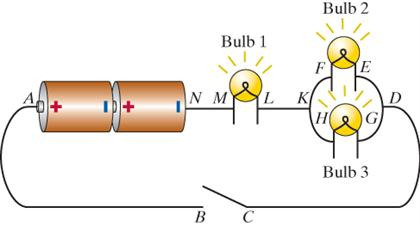 Bulb 2
Bulb 1
F E
A + - + - N M L K D
H G
Bulb 3
B C